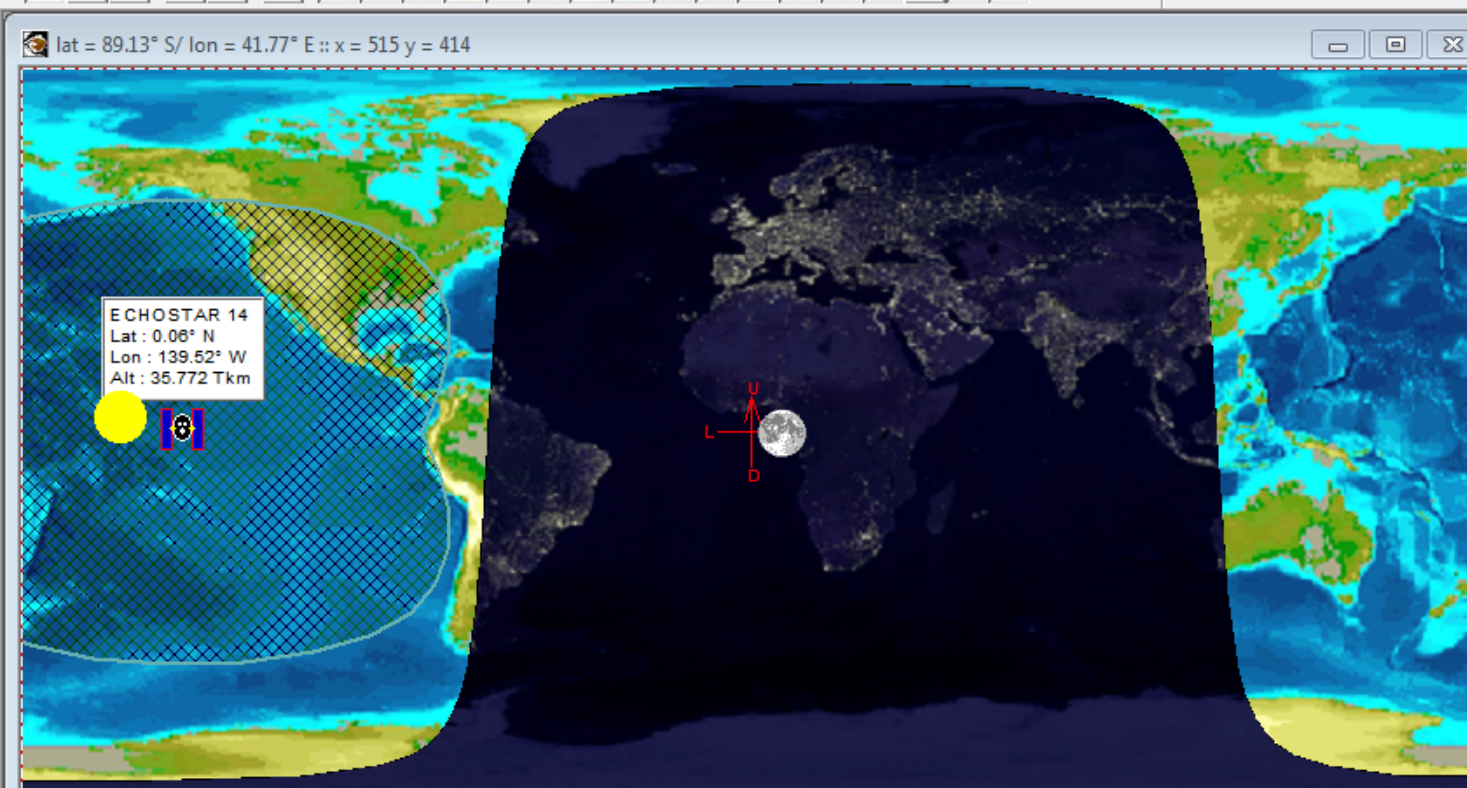 lat = 89.13° S/ lon = 41.77° E :: x = 515 y = 414
ECHOSTAR 14
Lat : 0.06° N
Lon : 139.52° W
Alt : 35.772 Tkm
U
L
D
8